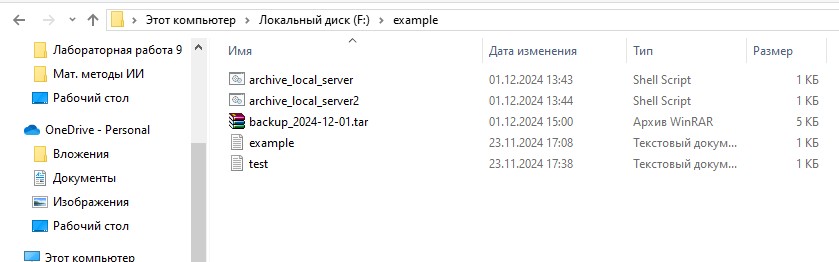 Этот компьютер > Локальный диск (F:) > example
Лабораторная работа 9
Мат. методы ИИ
Рабочий стол
OneDrive - Personal
Вложения
Документы
Изображения
Рабочий стол
Этот компьютер
Имя Дата изменения Тип Размер
archive_local_server 01.12.2024 13:43 Shell Script 1 КБ
archive_local_server2 01.12.2024 13:44 Shell Script 1 КБ
backup_2024-12-01.tar 01.12.2024 15:00 Архив WinRAR 5 КБ
example 23.11.2024 17:08 Текстовый докум... 1 КБ
test 23.11.2024 17:38 Текстовый докум... 1 КБ